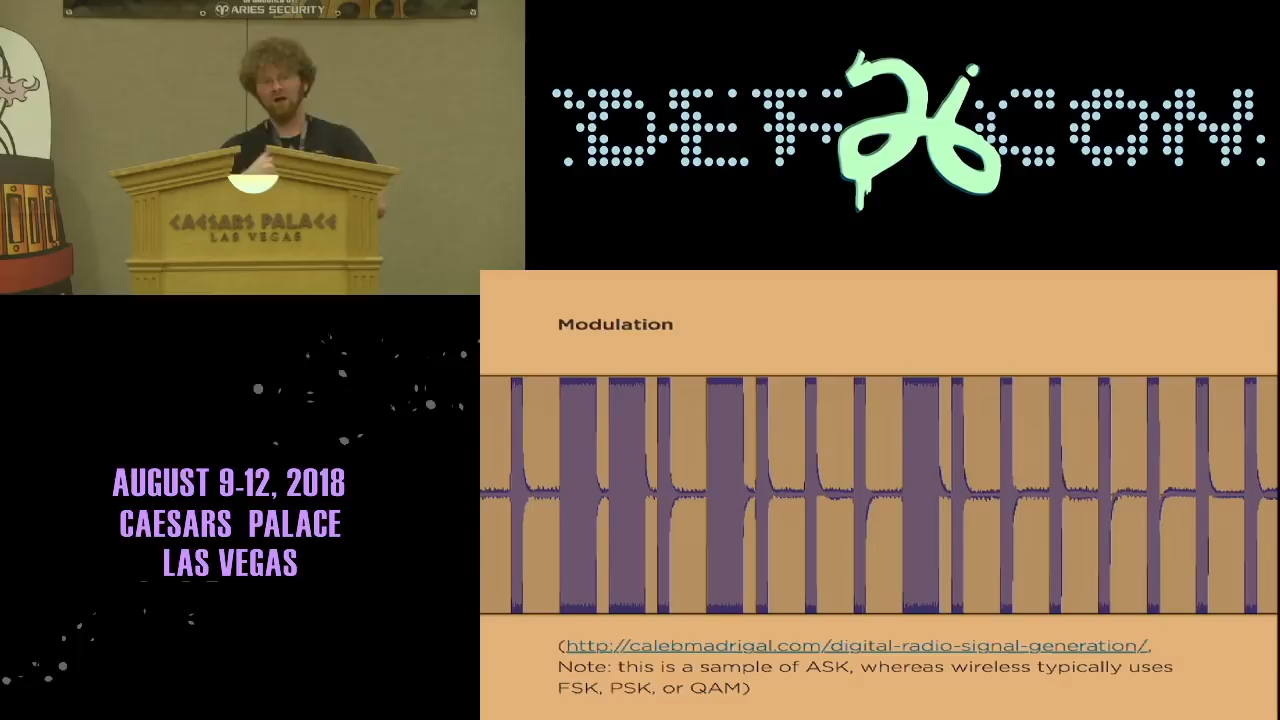 ARIES SECURITY
CAESARS PALACE
LAS VEGAS
DEF CON
26
AUGUST 9-12, 2018
CAESARS PALACE
LAS VEGAS
Modulation
(http://calebmadrigal.com/digital-radio-signal-generation/,
Note: this is a sample of ASK, whereas wireless typically uses
FSK, PSK, or QAM)